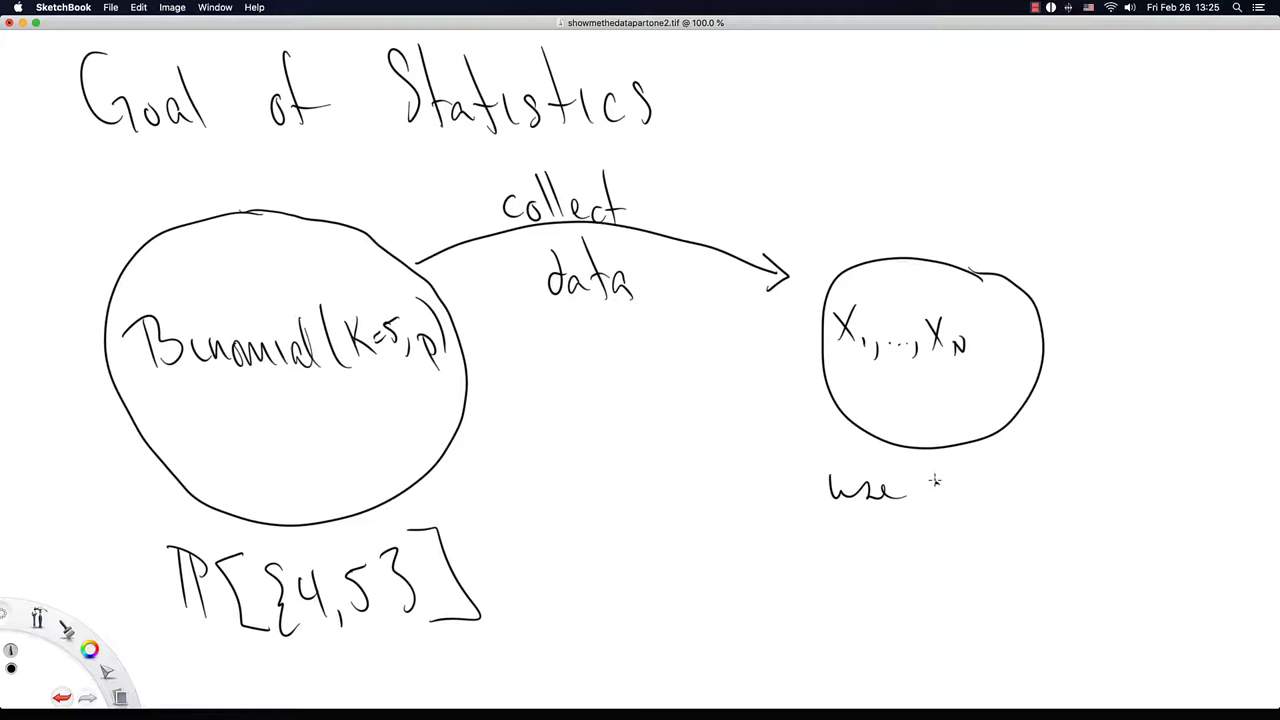 SketchBook File Edit Image Window Help Fri Feb 26 13:25
showmethedatapartone2.tif @ 100.0 %
Goal of Statistics
collect
data
Binomial(K=5, p)
X1, ..., XN
use
ℙ[{4,5}]